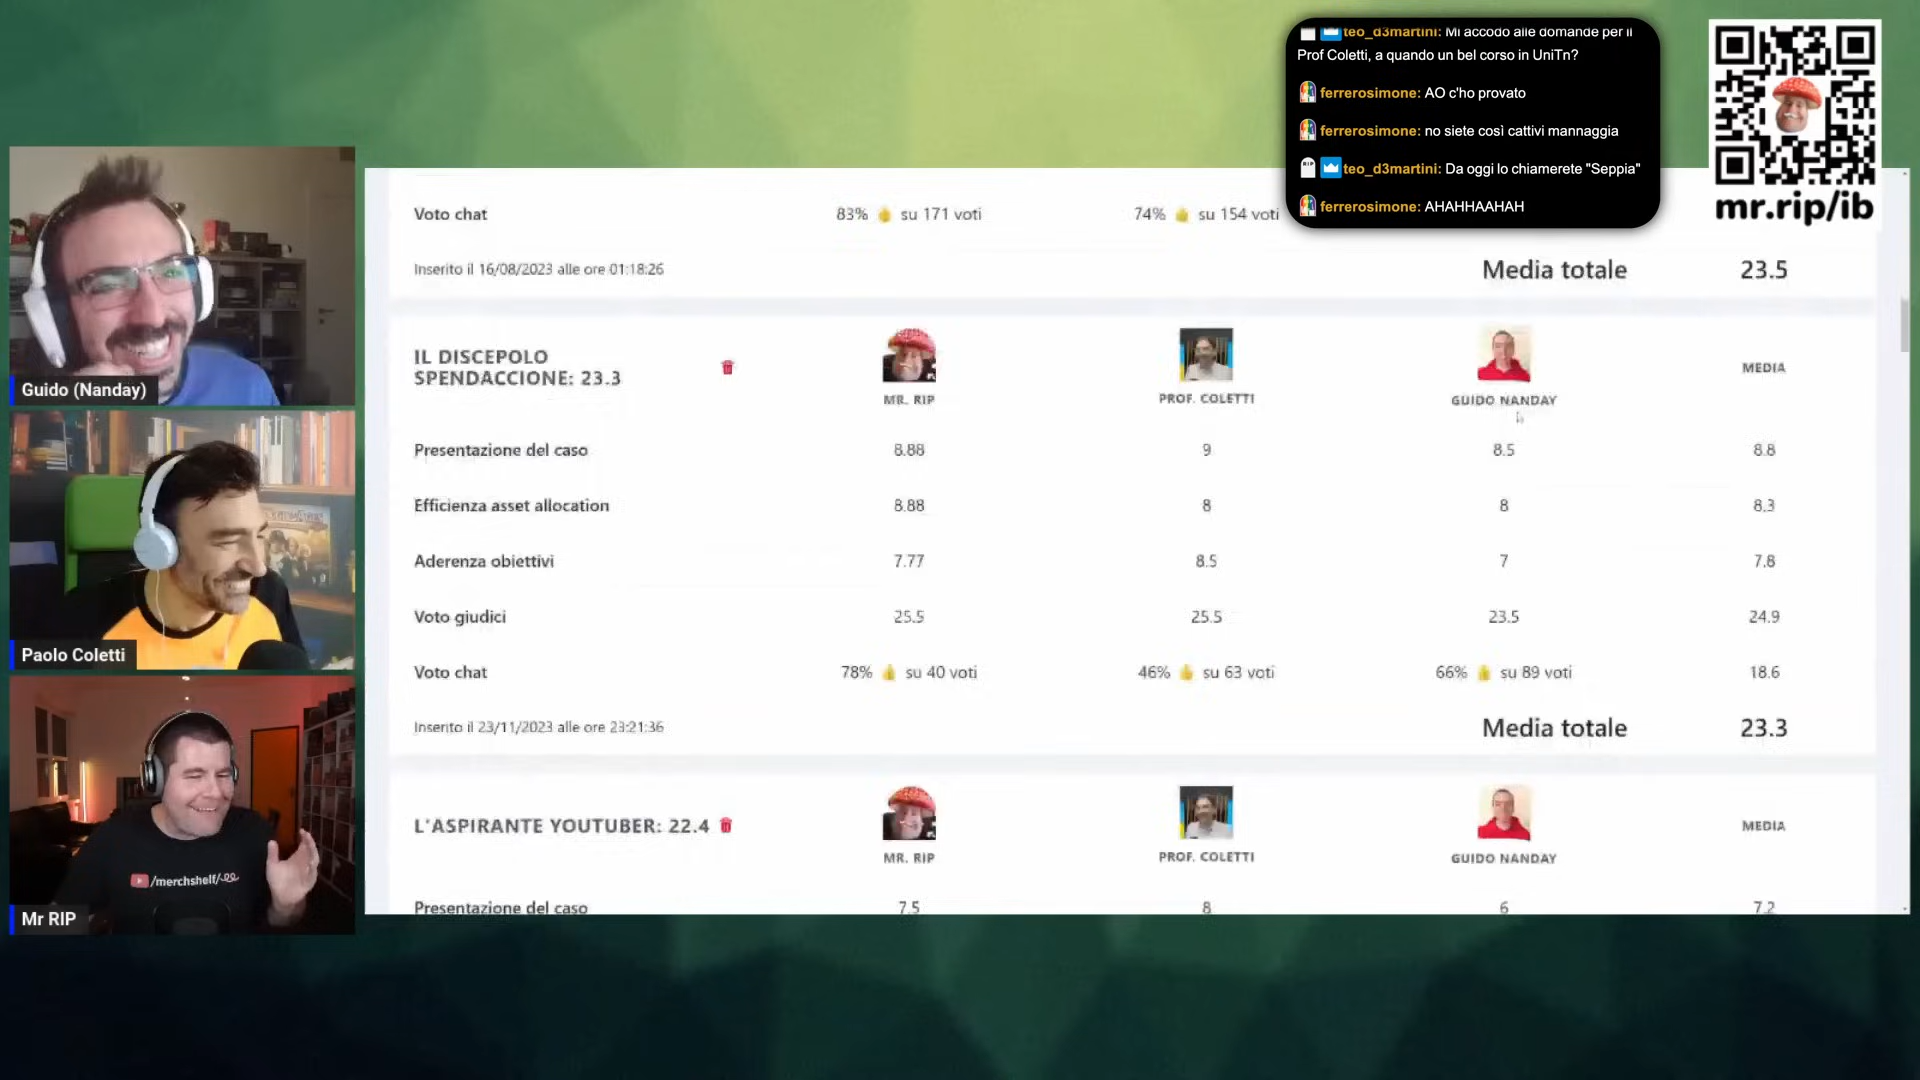 teo_d3martini: Mi accodo alle domande per il
Prof Coletti, a quando un bel corso in UniTn?
ferrerosimone: AO c'ho provato
ferrerosimone: no siete così cattivi mannaggia
teo_d3martini: Da oggi lo chiamerete "Seppia"
ferrerosimone: AHAHHAAHAH
mr.rip/ib
Guido (Nanday)
Paolo Coletti
/merchshelf/
Mr RIP
Voto chat 83% su 171 voti 74% su 154 voti
Inserito il 16/08/2023 alle ore 01:18:26 Media totale 23.5
IL DISCEPOLO
SPENDACCIONE: 23.3
MR. RIP PROF. COLETTI GUIDO NANDAY MEDIA
Presentazione del caso 8.88 9 8.5 8.8
Efficienza asset allocation 8.88 8 8 8.3
Aderenza obiettivi 7.77 8.5 7 7.8
Voto giudici 25.5 25.5 23.5 24.9
Voto chat 78% su 40 voti 46% su 63 voti 66% su 89 voti 18.6
Inserito il 23/11/2023 alle ore 23:21:36 Media totale 23.3
L'ASPIRANTE YOUTUBER: 22.4
MR. RIP PROF. COLETTI GUIDO NANDAY MEDIA
Presentazione del caso 7.5 8 6 7.2